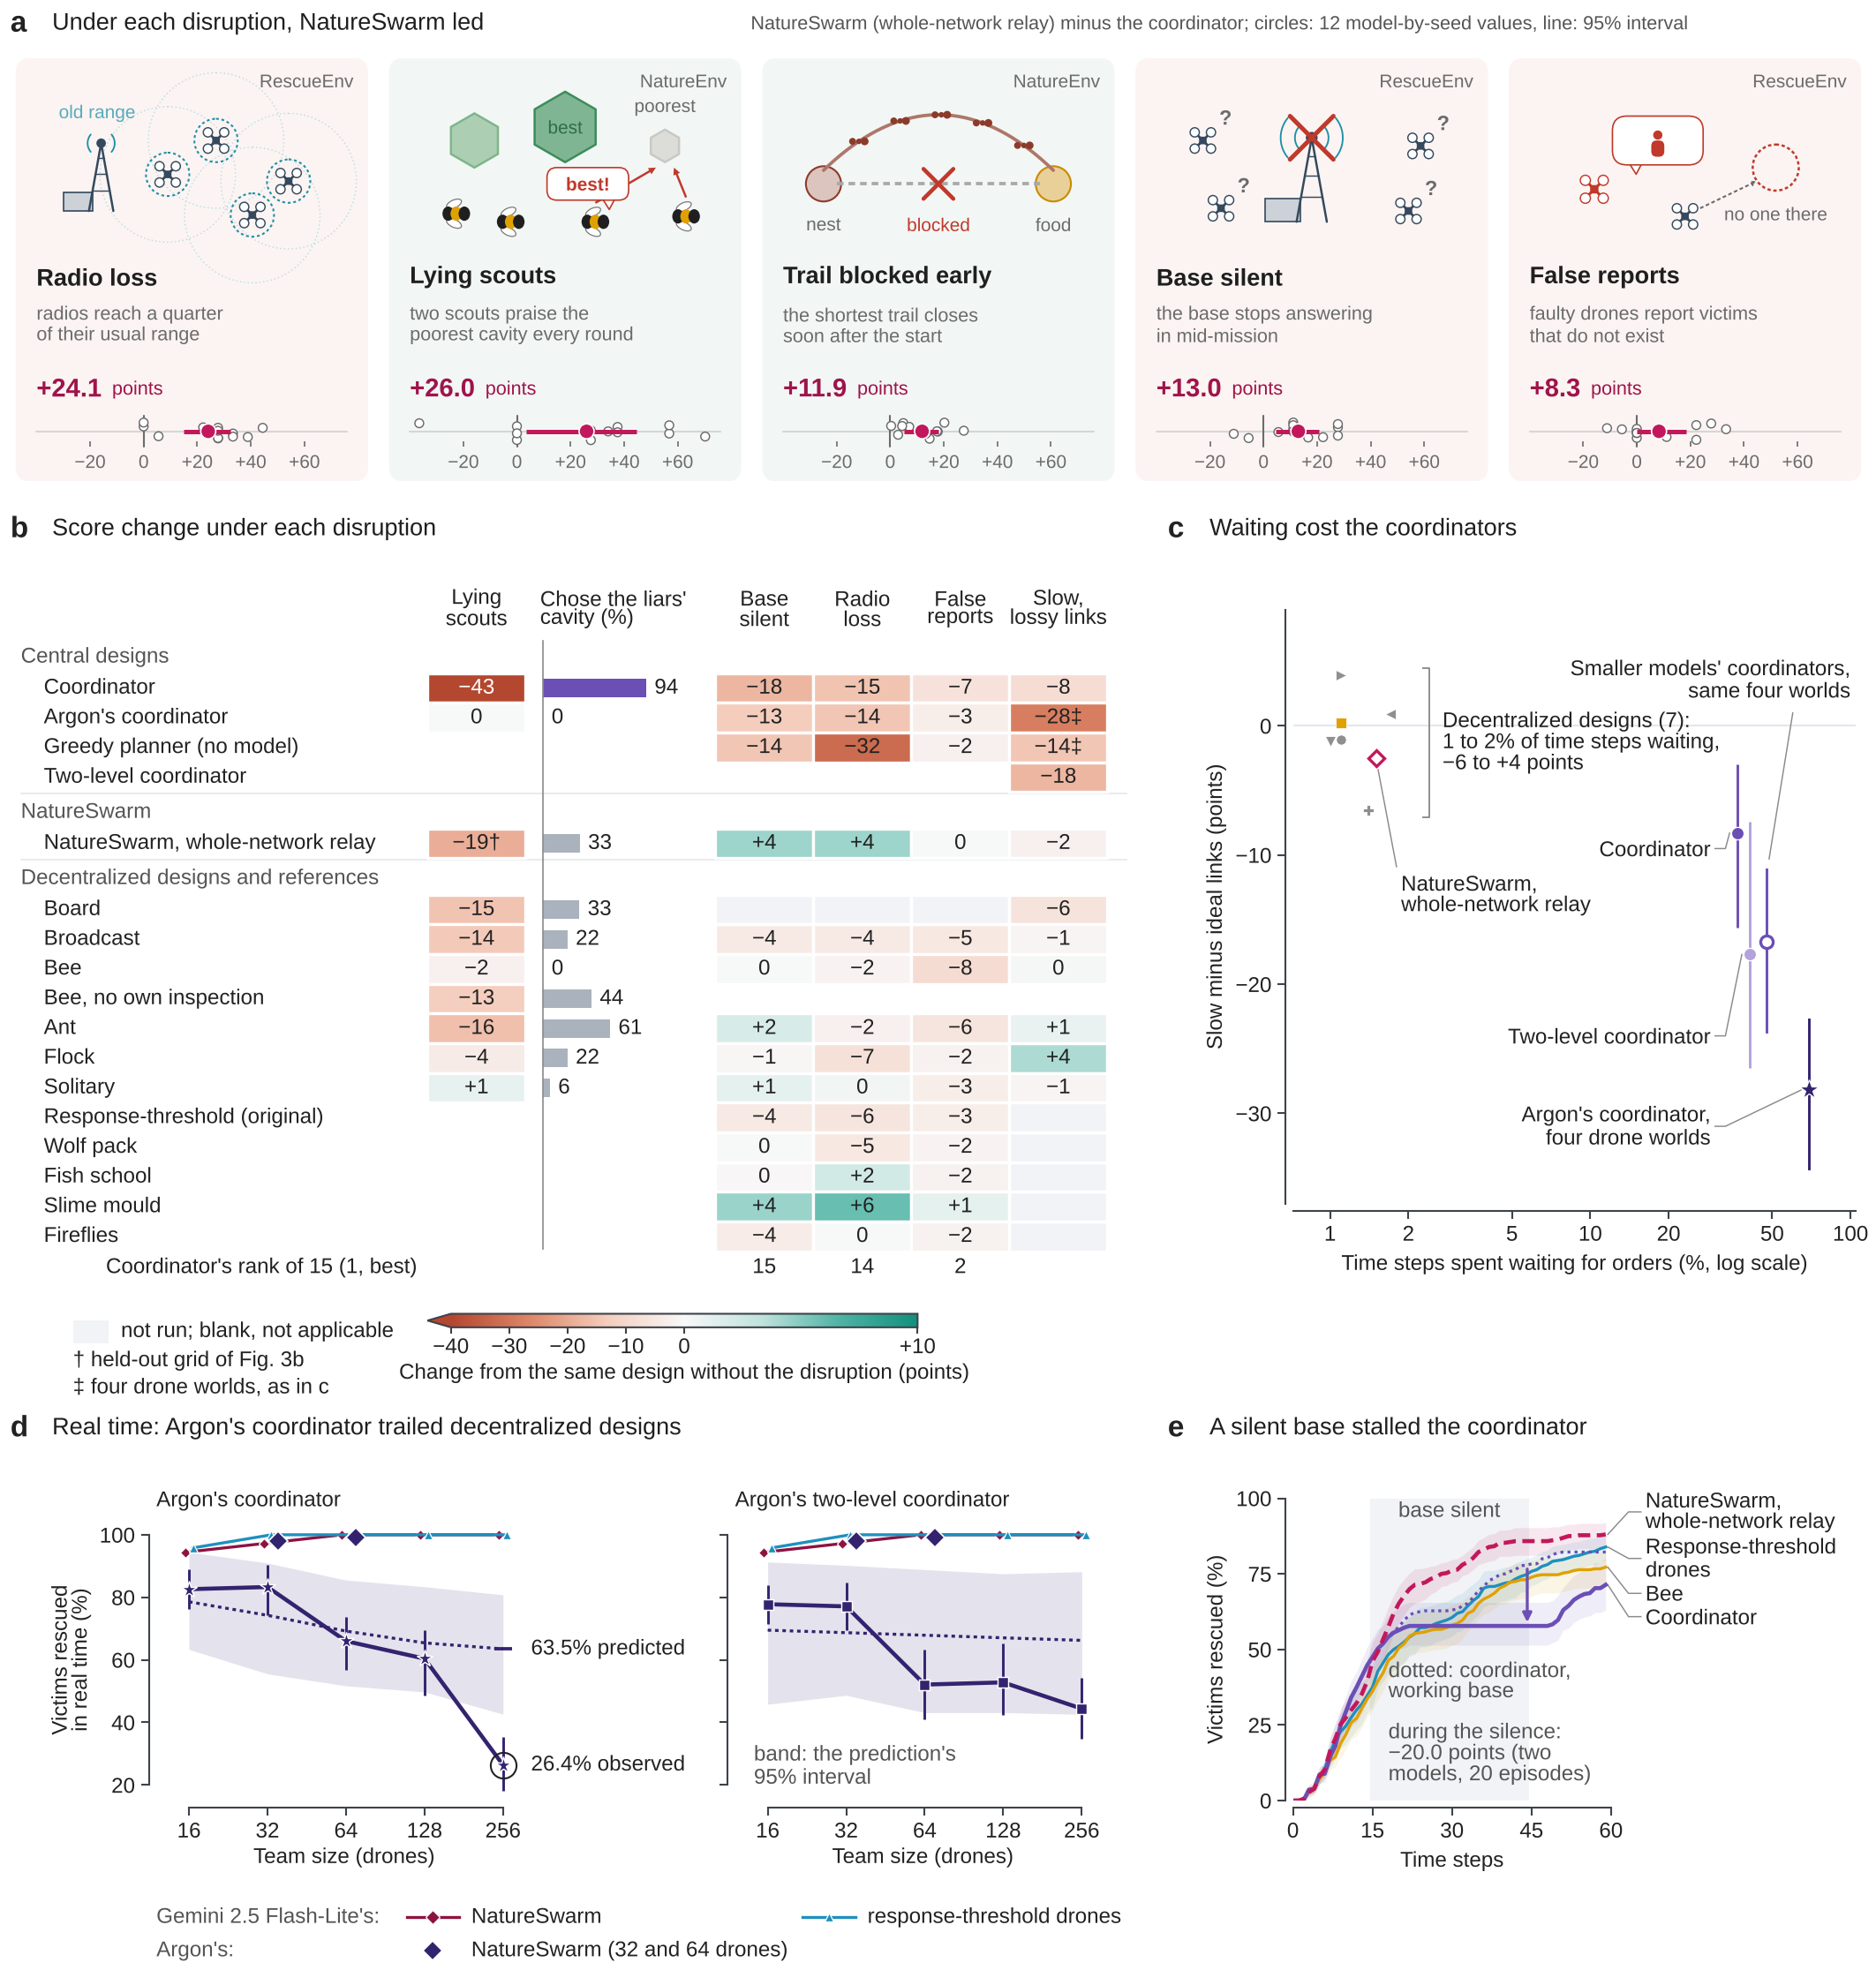 a Under each disruption, NatureSwarm led
NatureSwarm (whole-network relay) minus the coordinator; circles: 12 model-by-seed values, line: 95% interval
RescueEnv
old range
Radio loss
radios reach a quarter
of their usual range
+24.1 points
−20 0 +20 +40 +60
NatureEnv
poorest
best
best!
Lying scouts
two scouts praise the
poorest cavity every round
+26.0 points
−20 0 +20 +40 +60
NatureEnv
nest blocked food
Trail blocked early
the shortest trail closes
soon after the start
+11.9 points
−20 0 +20 +40 +60
RescueEnv
? ?
? ?
Base silent
the base stops answering
in mid-mission
+13.0 points
−20 0 +20 +40 +60
RescueEnv
no one there
False reports
faulty drones report victims
that do not exist
+8.3 points
−20 0 +20 +40 +60
b Score change under each disruption
Lying
scouts
Chose the liars'
cavity (%)
Base
silent
Radio
loss
False
reports
Slow,
lossy links
Central designs
Coordinator −43 94 −18 −15 −7 −8
Argon's coordinator 0 0 −13 −14 −3 −28‡
Greedy planner (no model) −14 −32 −2 −14‡
Two-level coordinator −18
NatureSwarm
NatureSwarm, whole-network relay −19† 33 +4 +4 0 −2
Decentralized designs and references
Board −15 33 −6
Broadcast −14 22 −4 −4 −5 −1
Bee −2 0 0 −2 −8 0
Bee, no own inspection −13 44
Ant −16 61 +2 −2 −6 +1
Flock −4 22 −1 −7 −2 +4
Solitary +1 6 +1 0 −3 −1
Response-threshold (original) −4 −6 −3
Wolf pack 0 −5 −2
Fish school 0 +2 −2
Slime mould +4 +6 +1
Fireflies −4 0 −2
Coordinator's rank of 15 (1, best) 15 14 2
not run; blank, not applicable
† held-out grid of Fig. 3b
‡ four drone worlds, as in c
−40 −30 −20 −10 0 +10
Change from the same design without the disruption (points)
c Waiting cost the coordinators
Slow minus ideal links (points)
0
−10
−20
−30
Smaller models' coordinators,
same four worlds
Decentralized designs (7):
1 to 2% of time steps waiting,
−6 to +4 points
Coordinator
NatureSwarm,
whole-network relay
Two-level coordinator
Argon's coordinator,
four drone worlds
1 2 5 10 20 50 100
Time steps spent waiting for orders (%, log scale)
d Real time: Argon's coordinator trailed decentralized designs
Argon's coordinator
Victims rescued
in real time (%)
100
80
60
40
20
63.5% predicted
26.4% observed
16 32 64 128 256
Team size (drones)
Argon's two-level coordinator
band: the prediction's
95% interval
16 32 64 128 256
Team size (drones)
Gemini 2.5 Flash-Lite's: NatureSwarm response-threshold drones
Argon's: NatureSwarm (32 and 64 drones)
e A silent base stalled the coordinator
Victims rescued (%)
100
75
50
25
0
base silent
NatureSwarm,
whole-network relay
Response-threshold
drones
Bee
Coordinator
dotted: coordinator,
working base
during the silence:
−20.0 points (two
models, 20 episodes)
0 15 30 45 60
Time steps